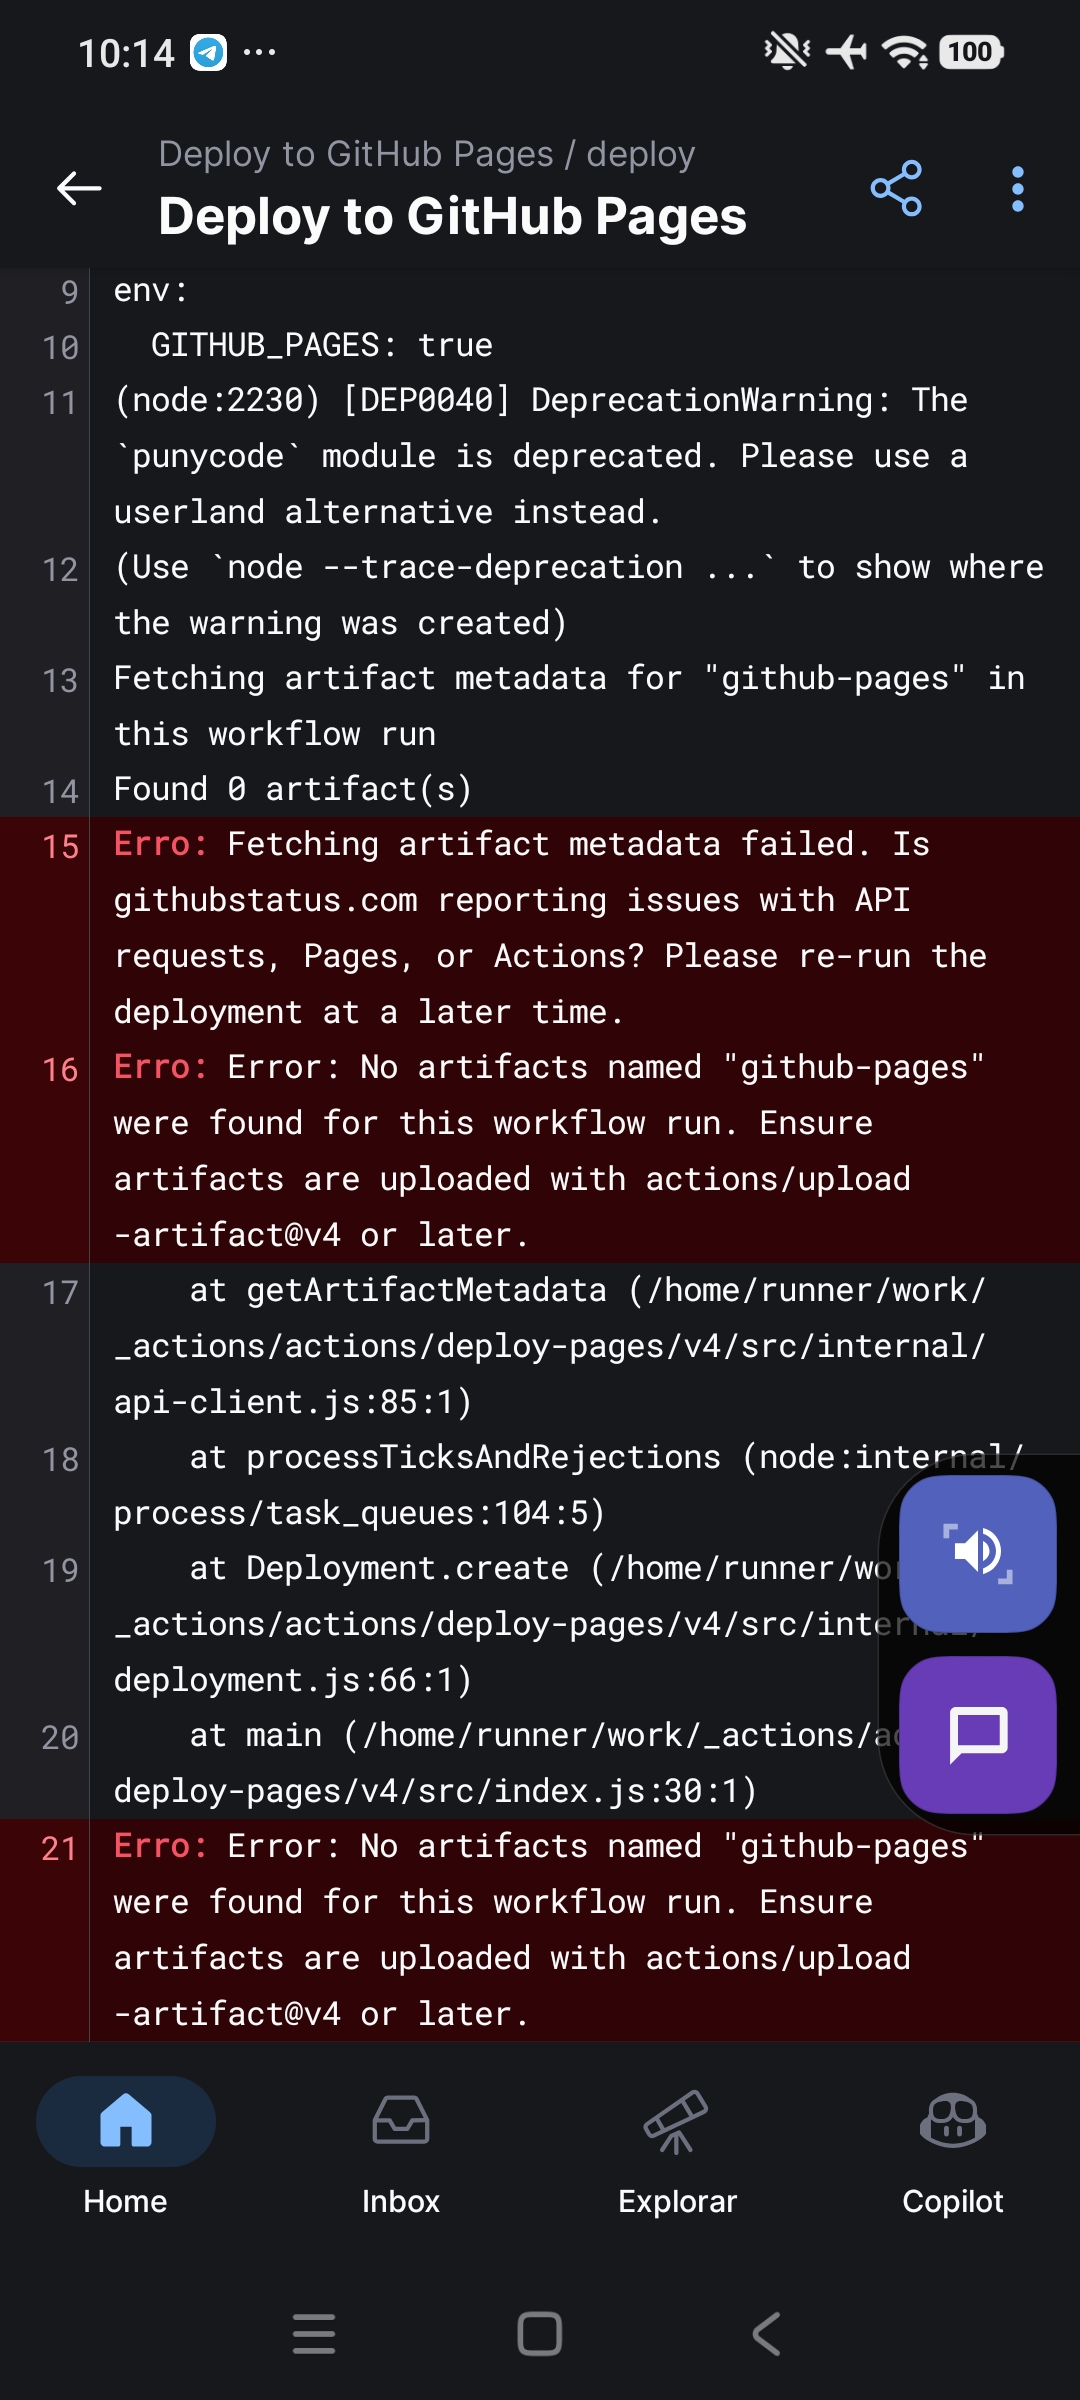 10:14
100
Deploy to GitHub Pages / deploy
Deploy to GitHub Pages
9 env:
10 GITHUB_PAGES: true
11 (node:2230) [DEP0040] DeprecationWarning: The
`punycode` module is deprecated. Please use a
userland alternative instead.
12 (Use `node --trace-deprecation ...` to show where
the warning was created)
13 Fetching artifact metadata for "github-pages" in
this workflow run
14 Found 0 artifact(s)
15 Erro: Fetching artifact metadata failed. Is
githubstatus.com reporting issues with API
requests, Pages, or Actions? Please re-run the
deployment at a later time.
16 Erro: Error: No artifacts named "github-pages"
were found for this workflow run. Ensure
artifacts are uploaded with actions/upload
-artifact@v4 or later.
17 at getArtifactMetadata (/home/runner/work/
_actions/actions/deploy-pages/v4/src/internal/
api-client.js:85:1)
18 at processTicksAndRejections (node:internal/
process/task_queues:104:5)
19 at Deployment.create (/home/runner/wo
_actions/actions/deploy-pages/v4/src/internal/
deployment.js:66:1)
20 at main (/home/runner/work/_actions/
deploy-pages/v4/src/index.js:30:1)
21 Erro: Error: No artifacts named "github-pages"
were found for this workflow run. Ensure
artifacts are uploaded with actions/upload
-artifact@v4 or later.
Home
Inbox
Explorar
Copilot